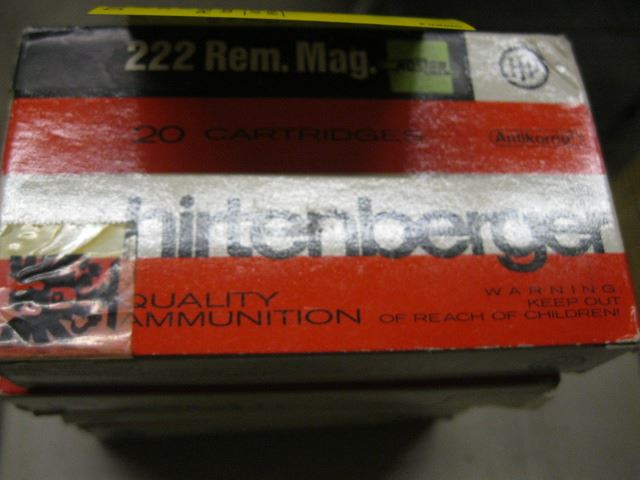 222 Rem. Mag.
20 CARTRIDGES
Antikorro
hirtenberger
QUALITY
AMMUNITION
WARNING
KEEP OUT
OF REACH OF CHILDREN!